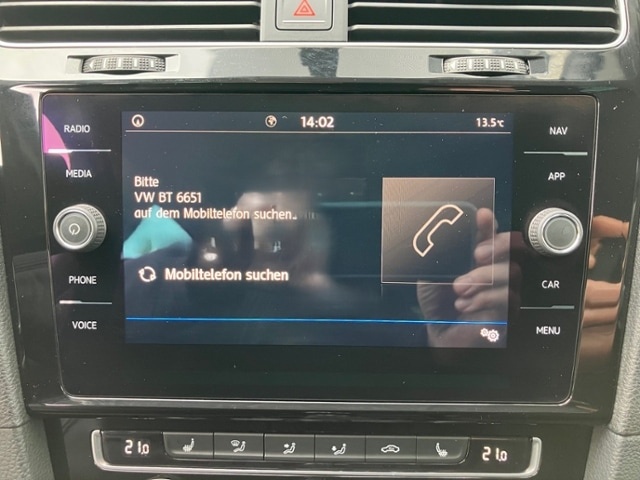 14:02
13.5°C
RADIO
NAV
MEDIA
APP
Bitte
VW BT 6651
auf dem Mobiltelefon suchen.
Mobiltelefon suchen
PHONE
CAR
VOICE
MENU
21.0
21.0